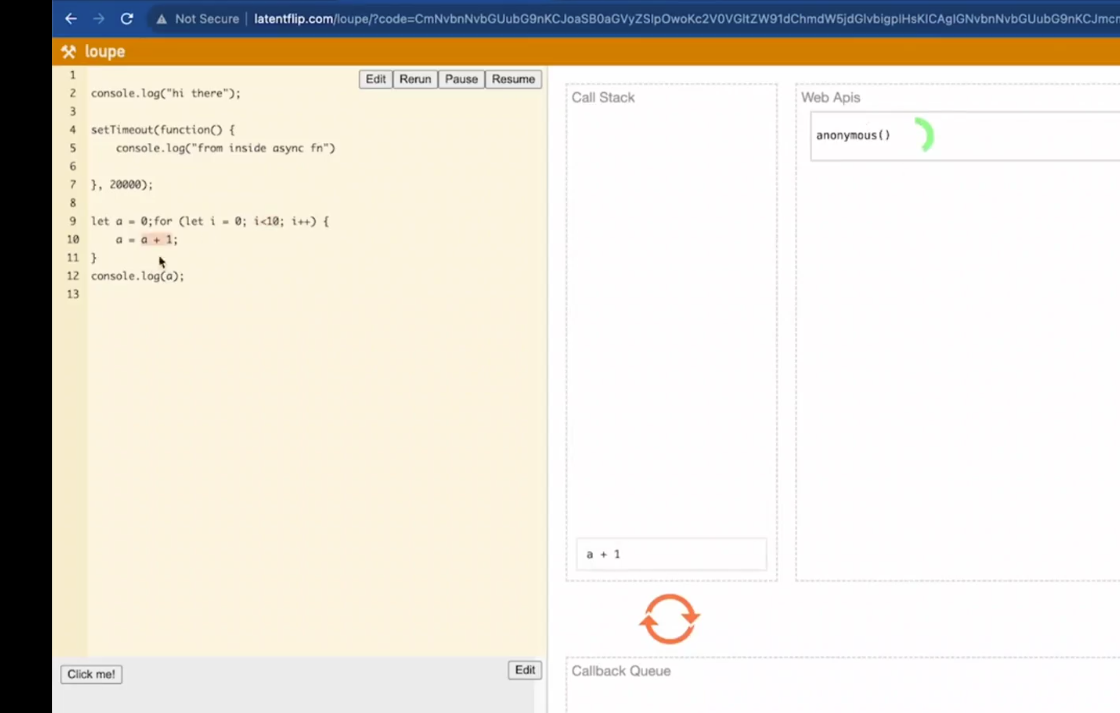 Not Secure | latentflip.com/loupe/?code=
loupe
Edit Rerun Pause Resume
1
2 console.log("hi there");
3
4 setTimeout(function() {
5 console.log("from inside async fn")
6
7 }, 20000);
8
9 let a = 0;for (let i = 0; i<10; i++) {
10 a = a + 1;
11 }
12 console.log(a);
13
Click me!
Edit
Call Stack
a + 1
Web Apis
anonymous()
Callback Queue